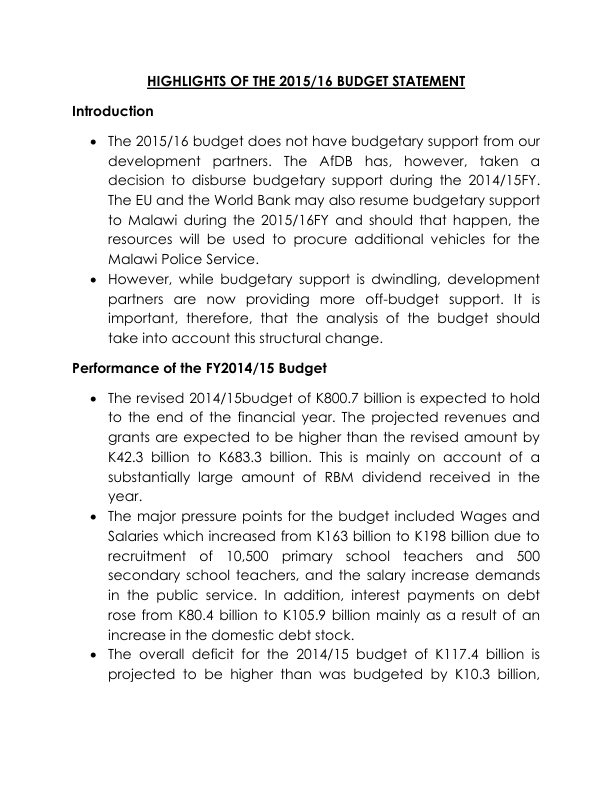 HIGHLIGHTS OF THE 2015/16 BUDGET STATEMENT
Introduction
• The 2015/16 budget does not have budgetary support from our
development partners. The AfDB has, however, taken a
decision to disburse budgetary support during the 2014/15FY.
The EU and the World Bank may also resume budgetary support
to Malawi during the 2015/16FY and should that happen, the
resources will be used to procure additional vehicles for the
Malawi Police Service.
• However, while budgetary support is dwindling, development
partners are now providing more off-budget support. It is
important, therefore, that the analysis of the budget should
take into account this structural change.
Performance of the FY2014/15 Budget
• The revised 2014/15budget of K800.7 billion is expected to hold
to the end of the financial year. The projected revenues and
grants are expected to be higher than the revised amount by
K42.3 billion to K683.3 billion. This is mainly on account of a
substantially large amount of RBM dividend received in the
year.
• The major pressure points for the budget included Wages and
Salaries which increased from K163 billion to K198 billion due to
recruitment of 10,500 primary school teachers and 500
secondary school teachers, and the salary increase demands
in the public service. In addition, interest payments on debt
rose from K80.4 billion to K105.9 billion mainly as a result of an
increase in the domestic debt stock.
• The overall deficit for the 2014/15 budget of K117.4 billion is
projected to be higher than was budgeted by K10.3 billion,